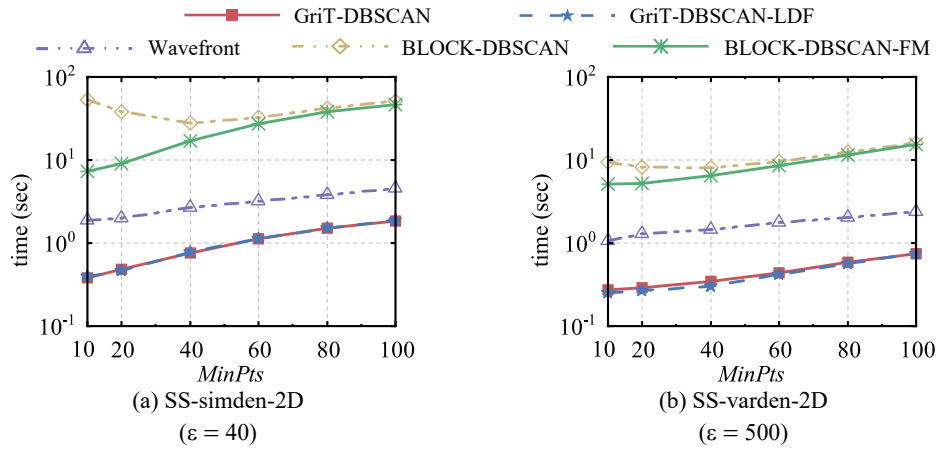 GriT-DBSCAN GriT-DBSCAN-LDF
Wavefront BLOCK-DBSCAN BLOCK-DBSCAN-FM
10² 10²
10¹ 10¹
10⁰ 10⁰
10⁻¹ 10⁻¹
time (sec) time (sec)
10 20 40 60 80 100 10 20 40 60 80 100
MinPts MinPts
(a) SS-simden-2D (b) SS-varden-2D
(ε = 40) (ε = 500)